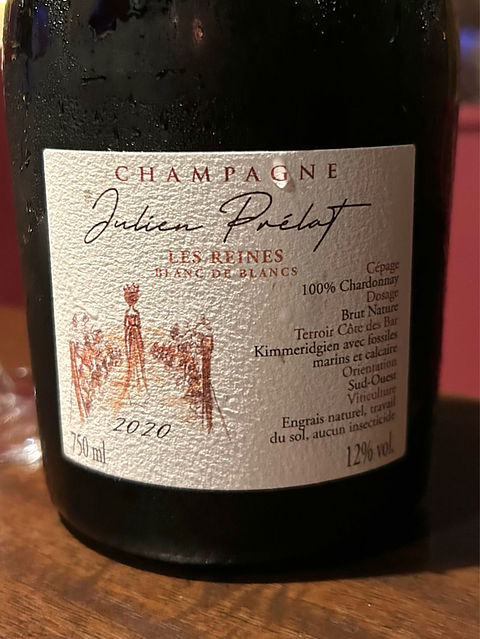 CHAMPAGNE
Julien Prélat
LES REINES
BLANC DE BLANCS
Cépage
100% Chardonnay
Dosage
Brut Nature
Terroir Côte des Bar
Kimmeridgien avec fossiles
marins et calcaire
Orientation
Sud-Ouest
Viticulture
Engrais naturel, travail
du sol, aucun insecticide
2020
750 ml
12% vol.